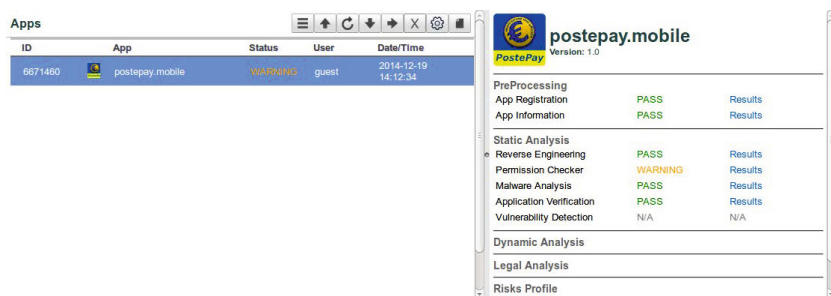 Apps
ID App Status User Date/Time
6671460 postepay.mobile WARNING guest 2014-12-19
14:12:34
PostePay
postepay.mobile
Version: 1.0
PreProcessing
App Registration PASS Results
App Information PASS Results
Static Analysis
Reverse Engineering PASS Results
Permission Checker WARNING Results
Malware Analysis PASS Results
Application Verification PASS Results
Vulnerability Detection N/A N/A
Dynamic Analysis
Legal Analysis
Risks Profile